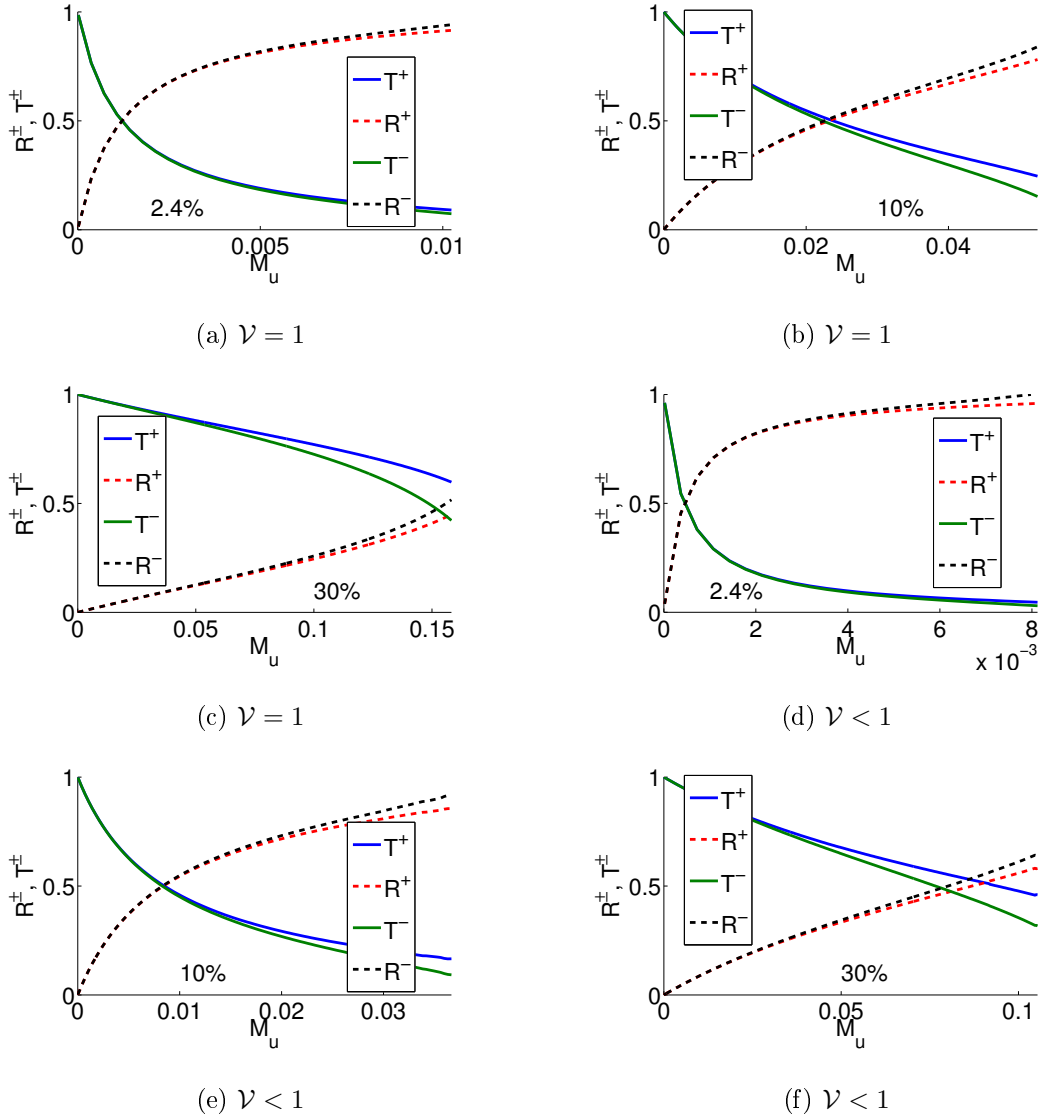 1
0.5
0
R±, T±
T+
R+
T−
R−
2.4%
0 0.005 0.01
Mu
(a) 𝒱 = 1
1
0.5
0
R±, T±
T+
R+
T−
R−
10%
0 0.02 0.04
Mu
(b) 𝒱 = 1
1
0.5
0
R±, T±
T+
R+
T−
R−
30%
0 0.05 0.1 0.15
Mu
(c) 𝒱 = 1
1
0.5
0
R±, T±
T+
R+
T−
R−
2.4%
0 2 4 6 8
Mu
x 10−3
(d) 𝒱 < 1
1
0.5
0
R±, T±
T+
R+
T−
R−
10%
0 0.01 0.02 0.03
Mu
(e) 𝒱 < 1
1
0.5
0
R±, T±
T+
R+
T−
R−
30%
0 0.05 0.1
Mu
(f) 𝒱 < 1